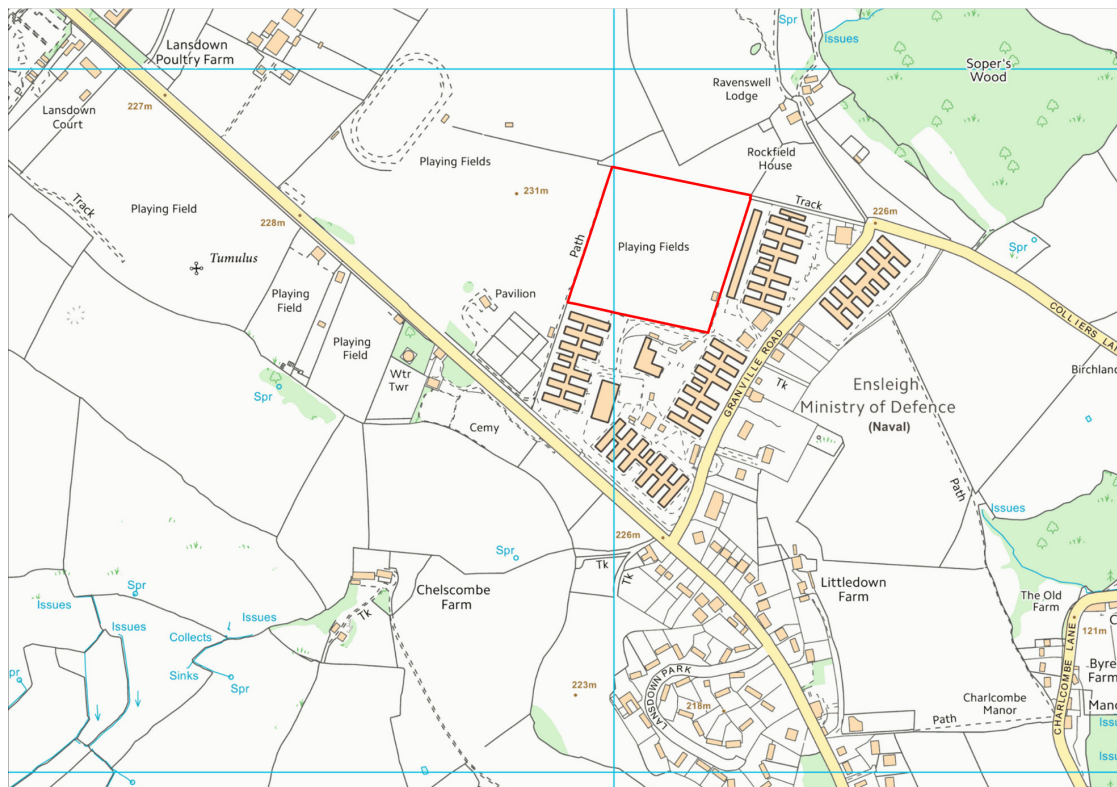 Spr
Issues
Lansdown
Poultry Farm
Soper's
Wood
Ravenswell
Lodge
227m
Lansdown
Court
Playing Fields
Rockfield
House
231m
Track
226m
Track
Playing Field
228m
Path
Playing Fields
Spr
Tumulus
Pavilion
Playing
Field
COLLIERS LA
Playing
Field
Wtr
Twr
GRANVILLE ROAD
Tk
Birchland
Ensleigh
Ministry of Defence
(Naval)
Spr
Cemy
Path
Issues
226m
Spr
Tk
Tk
Chelscombe
Farm
Littledown
Farm
Spr
Issues
Issues
Collects
Issues
Tk
The Old
Farm
121m
Sinks
Spr
pr
Byre
Farm
LANSDOWN PARK
223m
218m
CHARLCOMBE LANE
Charlcombe
Manor
Path
Mano
Issu
Issues